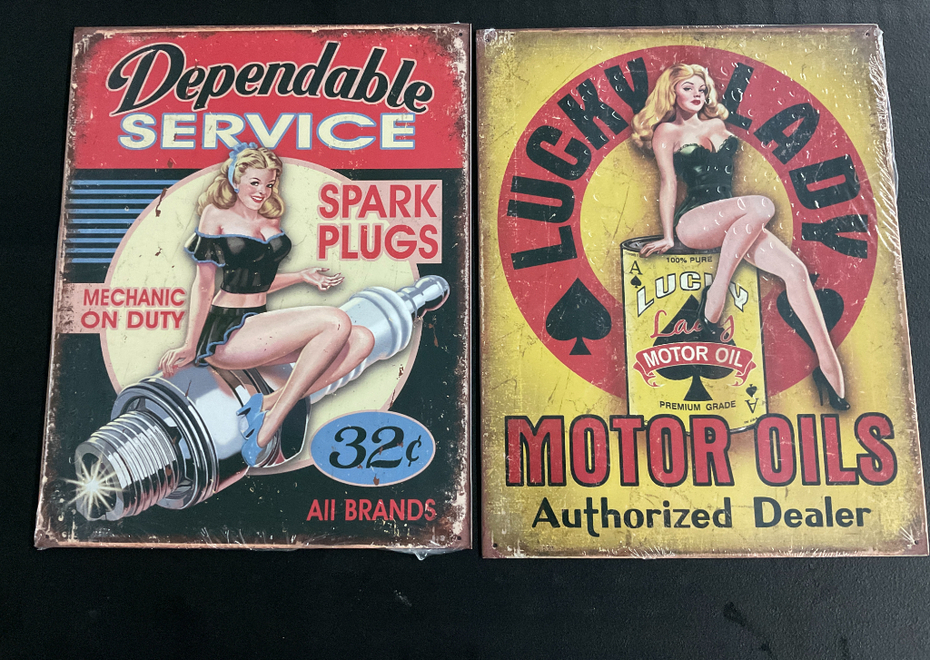 Dependable
SERVICE
SPARK
PLUGS
MECHANIC
ON DUTY
32¢
All BRANDS
LUCKY LADY
100% PURE
A
LUCKY
Lady
MOTOR OIL
PREMIUM GRADE
A
MOTOR OILS
Authorized Dealer